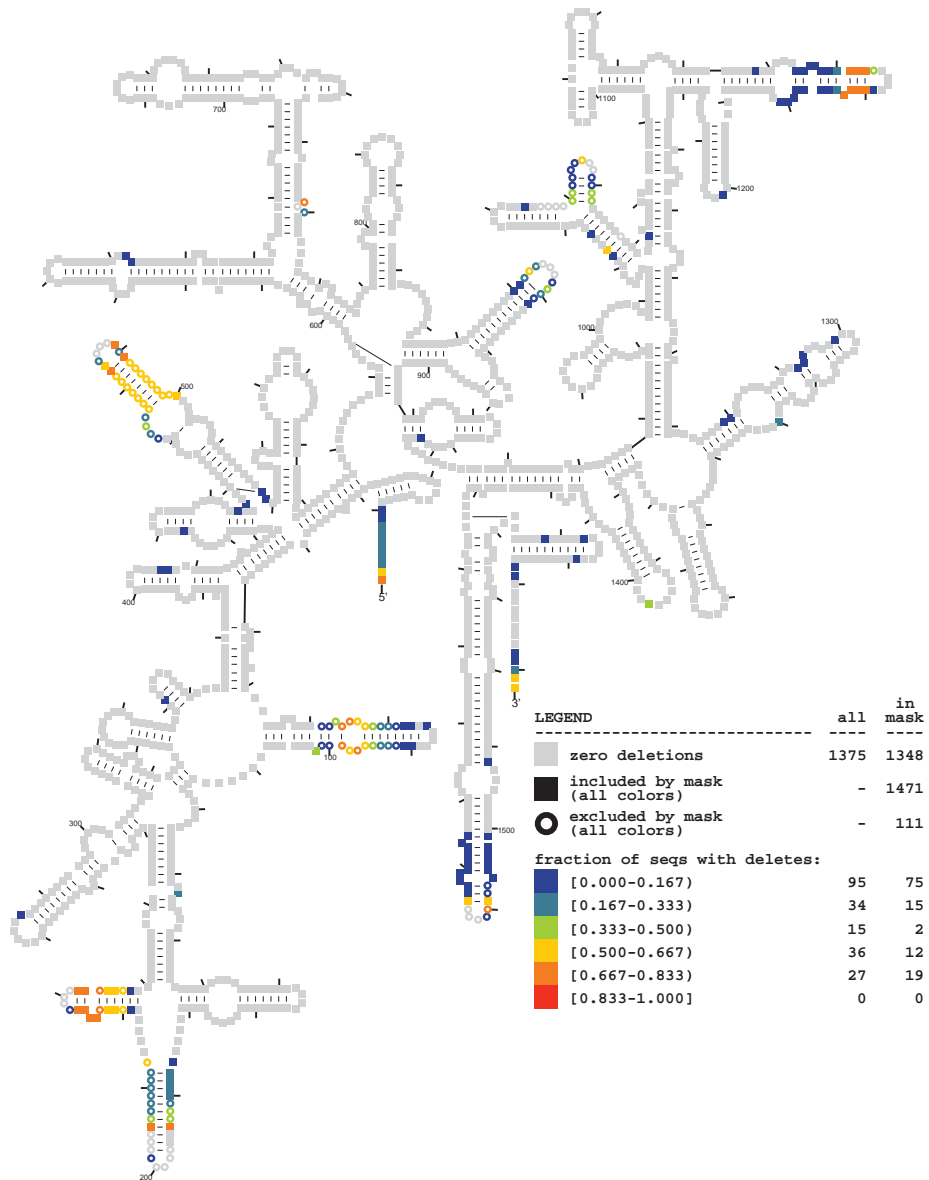 1100
700
1200
800
1300
1000
600
900
500
1400
400
5'
3'
in
LEGEND all mask
---------------------------- ---- ----
zero deletions 1375 1348
included by mask
(all colors) - 1471
excluded by mask
(all colors) - 111
fraction of seqs with deletes:
[0.000-0.167) 95 75
[0.167-0.333) 34 15
[0.333-0.500) 15 2
[0.500-0.667) 36 12
[0.667-0.833) 27 19
[0.833-1.000] 0 0
100
300
1500
200